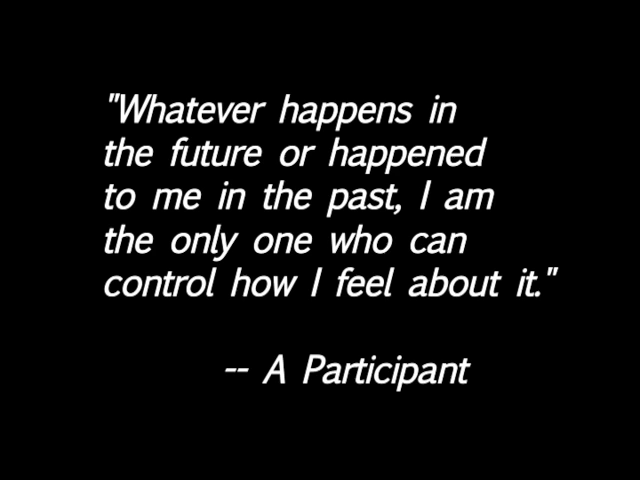 "Whatever happens in
the future or happened
to me in the past, I am
the only one who can
control how I feel about it."
-- A Participant